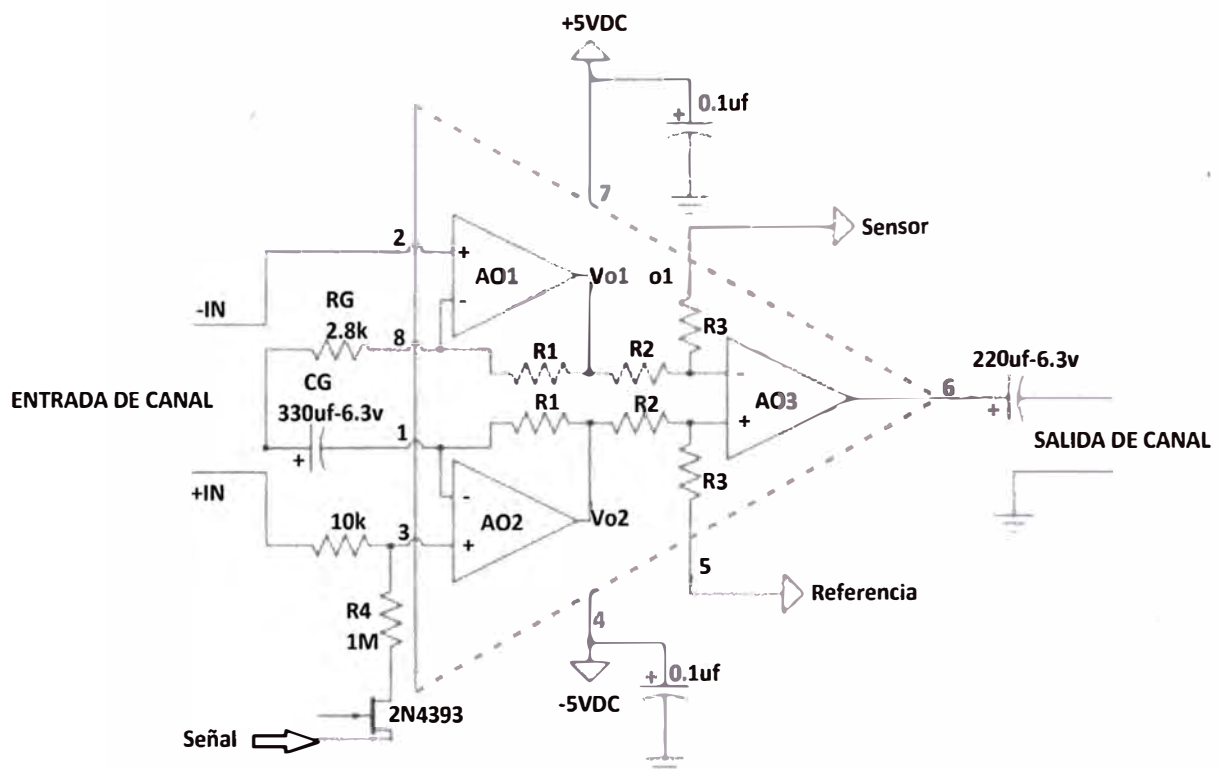 +5VDC
0.1uf
+
7
Sensor
2
+
AO1
Vo1
o1
-
-IN
RG
2.8k
8
R1
R2
R3
-
220uf-6.3v
ENTRADA DE CANAL
CG
330uf-6.3v
R1
R2
AO3
6
+
1
+
+
SALIDA DE CANAL
+IN
-
R3
10k
3
AO2
Vo2
+
5
R4
1M
Referencia
4
2N4393
-5VDC
+
0.1uf
Señal